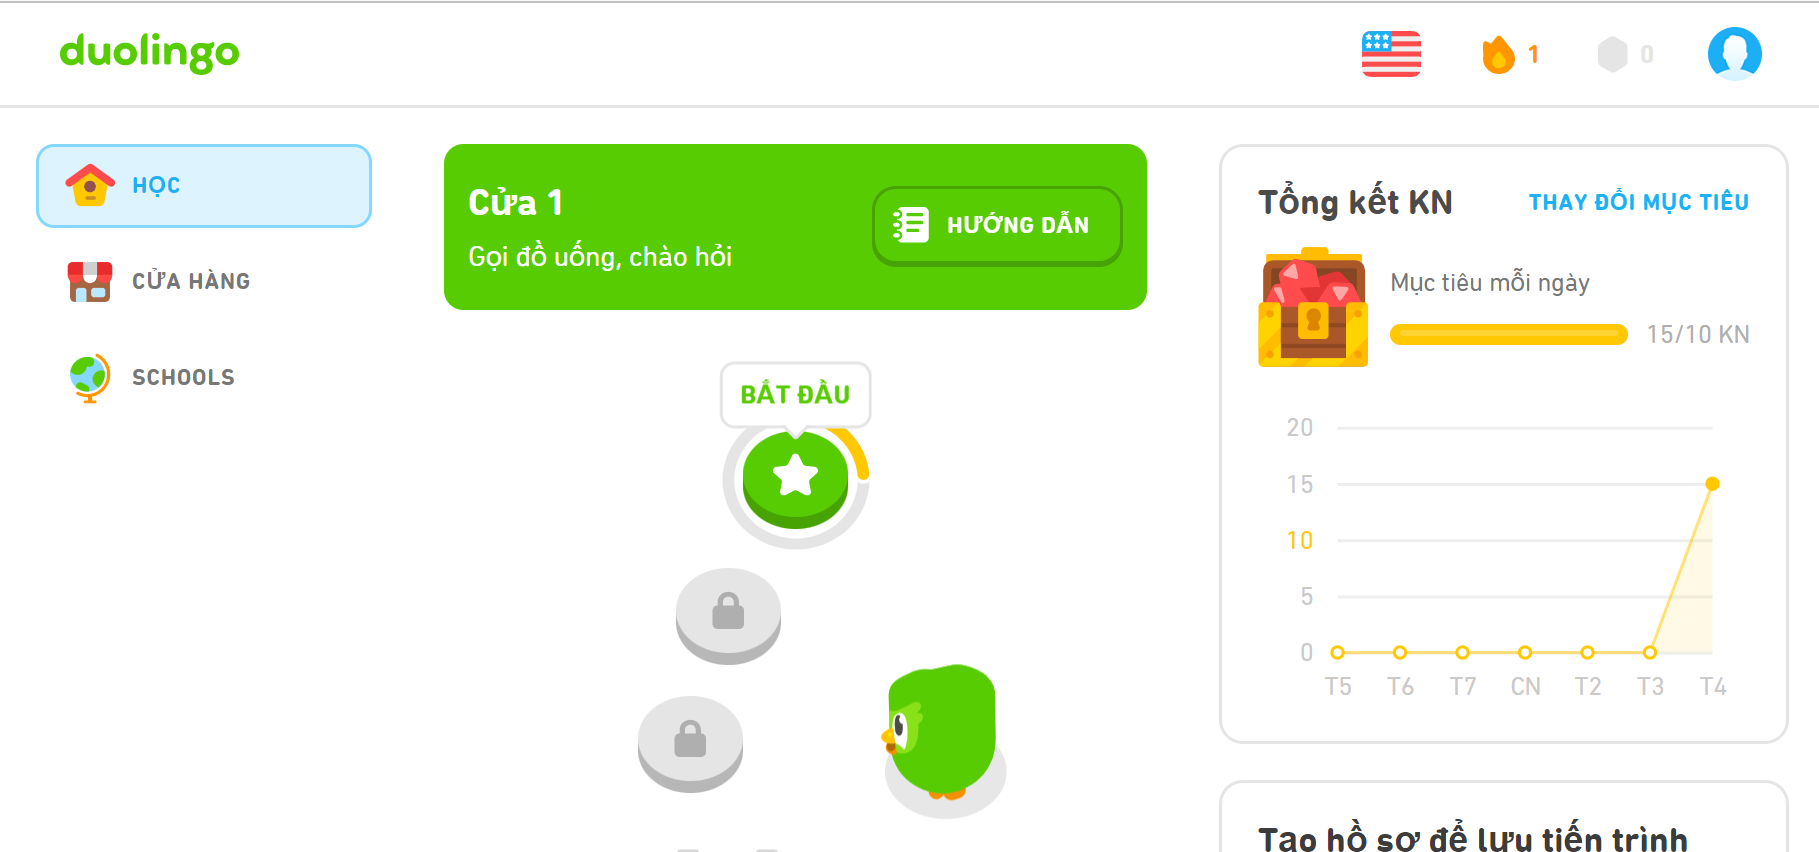 duolingo
1
0
HỌC
CỬA HÀNG
SCHOOLS
Cửa 1
Gọi đồ uống, chào hỏi
HƯỚNG DẪN
BẮT ĐẦU
Tổng kết KN
THAY ĐỔI MỤC TIÊU
Mục tiêu mỗi ngày
15/10 KN
20
15
10
5
0
T5 T6 T7 CN T2 T3 T4
Tạo hồ sơ để lưu tiến trình